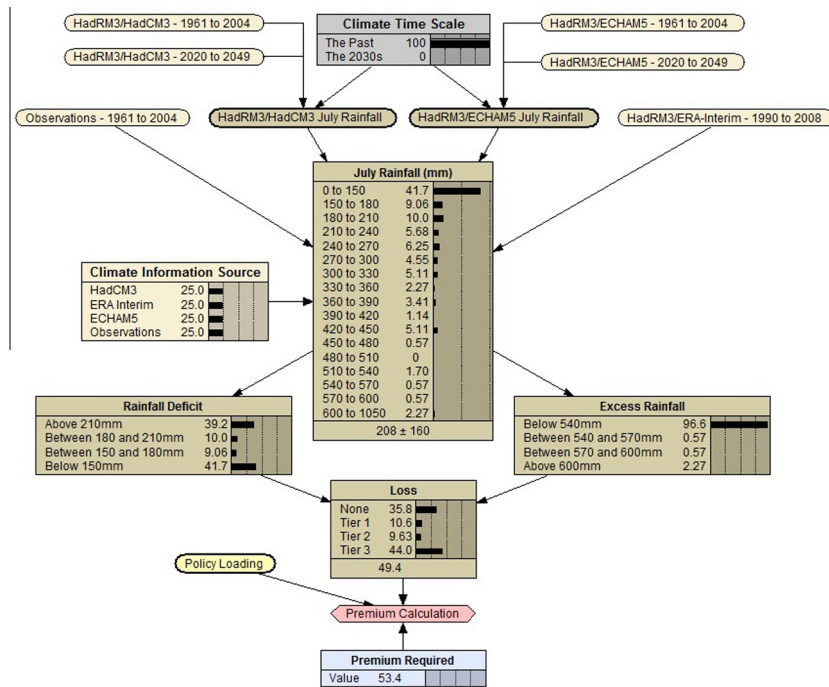 HadRM3/HadCM3 - 1961 to 2004
Climate Time Scale
HadRM3/ECHAM5 - 1961 to 2004
The Past 100
The 2030s 0
HadRM3/HadCM3 - 2020 to 2049
HadRM3/ECHAM5 - 2020 to 2049
Observations - 1961 to 2004
HadRM3/HadCM3 July Rainfall
HadRM3/ECHAM5 July Rainfall
HadRM3/ERA-Interim - 1990 to 2008
July Rainfall (mm)
0 to 150 41.7
150 to 180 9.06
180 to 210 10.0
210 to 240 5.68
240 to 270 6.25
270 to 300 4.55
300 to 330 5.11
330 to 360 2.27
360 to 390 3.41
390 to 420 1.14
420 to 450 5.11
450 to 480 0.57
480 to 510 0
510 to 540 1.70
540 to 570 0.57
570 to 600 0.57
600 to 1050 2.27
208 ± 160
Climate Information Source
HadCM3 25.0
ERA Interim 25.0
ECHAM5 25.0
Observations 25.0
Rainfall Deficit
Above 210mm 39.2
Between 180 and 210mm 10.0
Between 150 and 180mm 9.06
Below 150mm 41.7
Excess Rainfall
Below 540mm 96.6
Between 540 and 570mm 0.57
Between 570 and 600mm 0.57
Above 600mm 2.27
Loss
None 35.8
Tier 1 10.6
Tier 2 9.63
Tier 3 44.0
49.4
Policy Loading
Premium Calculation
Premium Required
Value 53.4